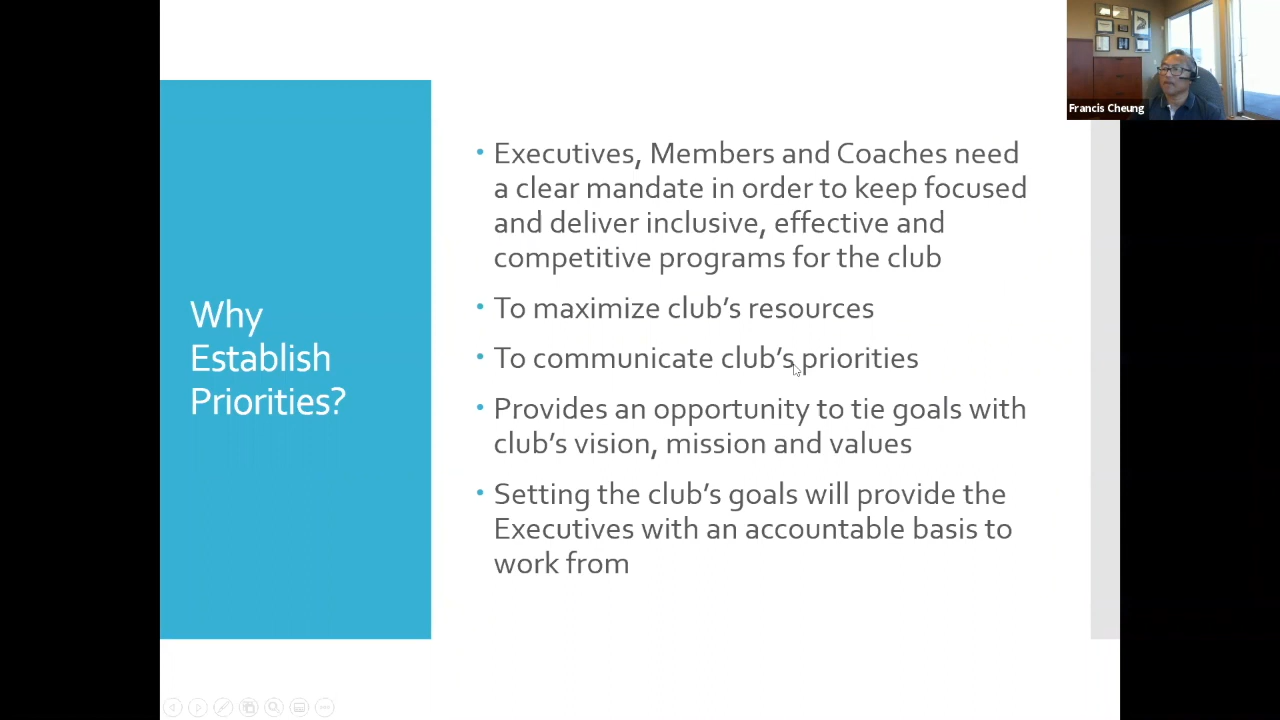 Francis Cheung
Why
Establish
Priorities?
• Executives, Members and Coaches need
a clear mandate in order to keep focused
and deliver inclusive, effective and
competitive programs for the club
• To maximize club’s resources
• To communicate club’s priorities
• Provides an opportunity to tie goals with
club’s vision, mission and values
• Setting the club’s goals will provide the
Executives with an accountable basis to
work from